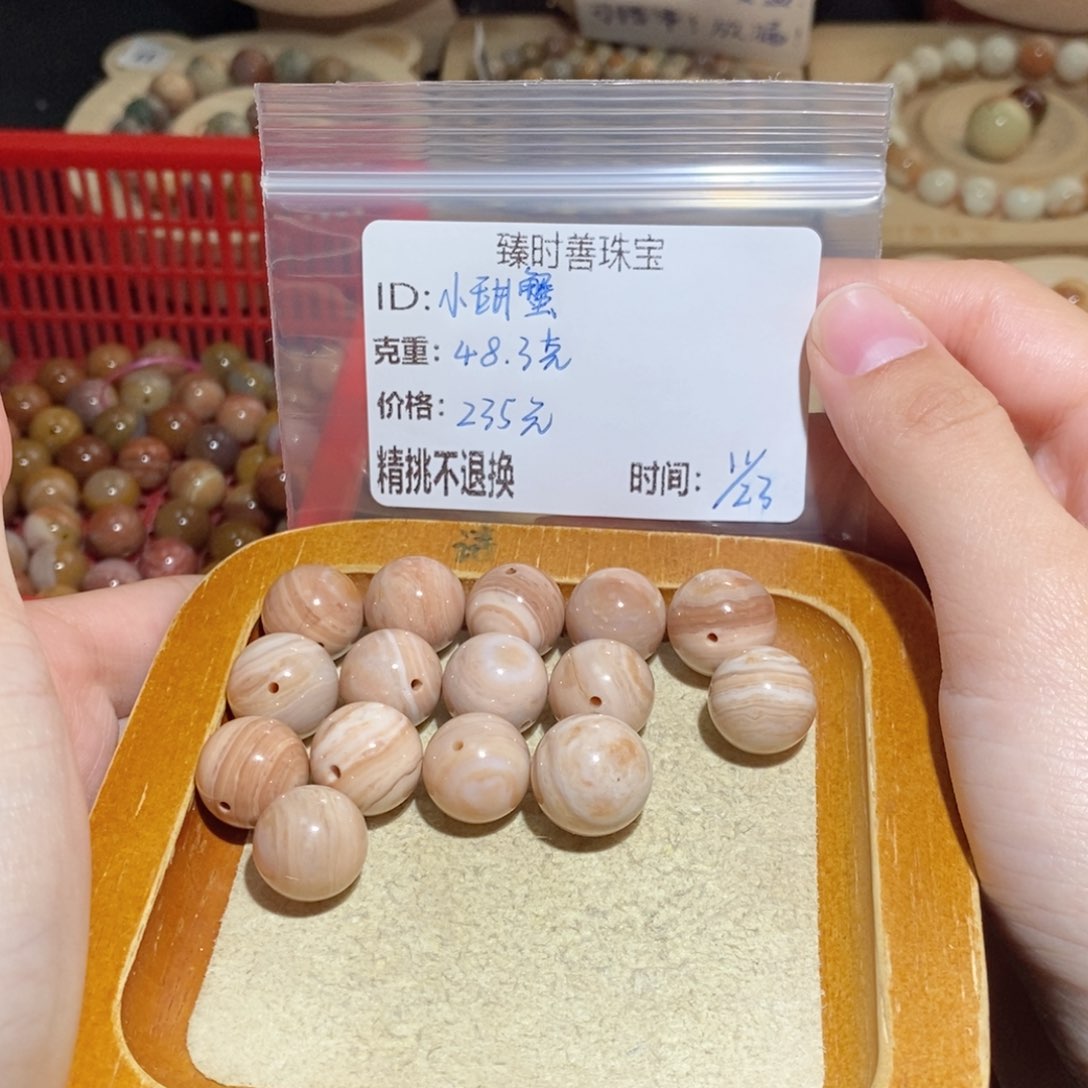 臻时善珠宝
ID: 小甜蟹
克重: 48.3克
价格: 235元
精挑不退换 时间: 11/23